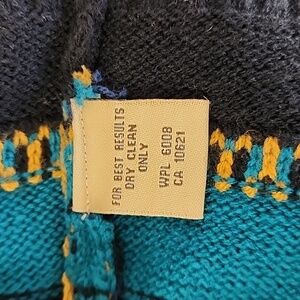 FOR BEST RESULTS
DRY CLEAN
ONLY
WPL 6008
CA 10621